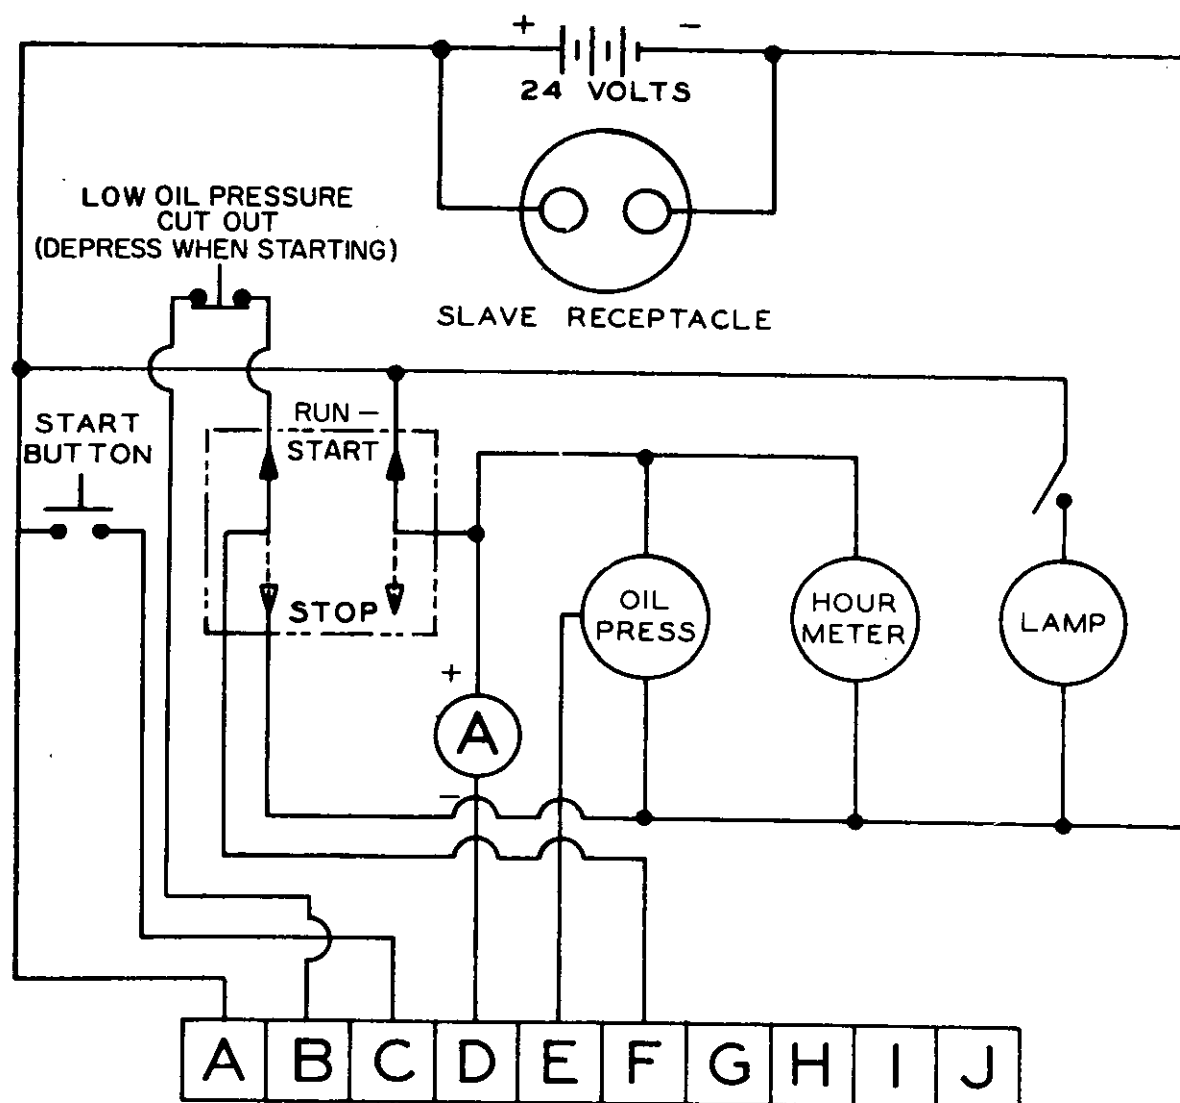 + −
24 VOLTS
LOW OIL PRESSURE
CUT OUT
(DEPRESS WHEN STARTING)
SLAVE RECEPTACLE
START
BUTTON
RUN –
START
STOP
OIL
PRESS
HOUR
METER
LAMP
+
A
−
A B C D E F G H I J